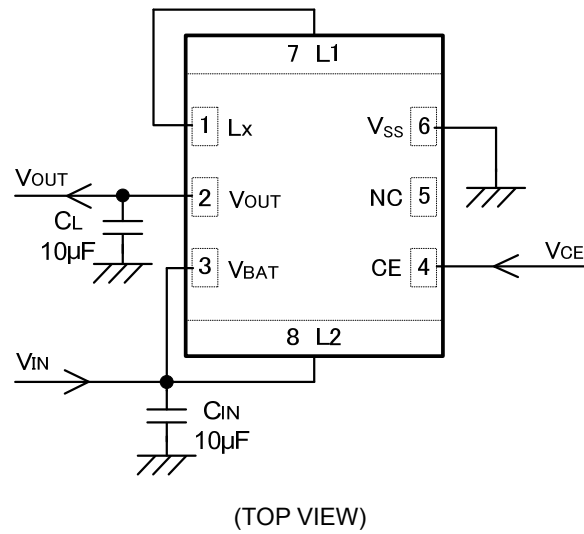 7 L1
1 Lx
VSS 6
VOUT
2 VOUT
NC 5
CL
10µF
3 VBAT
CE 4
VCE
8 L2
VIN
CIN
10µF
(TOP VIEW)